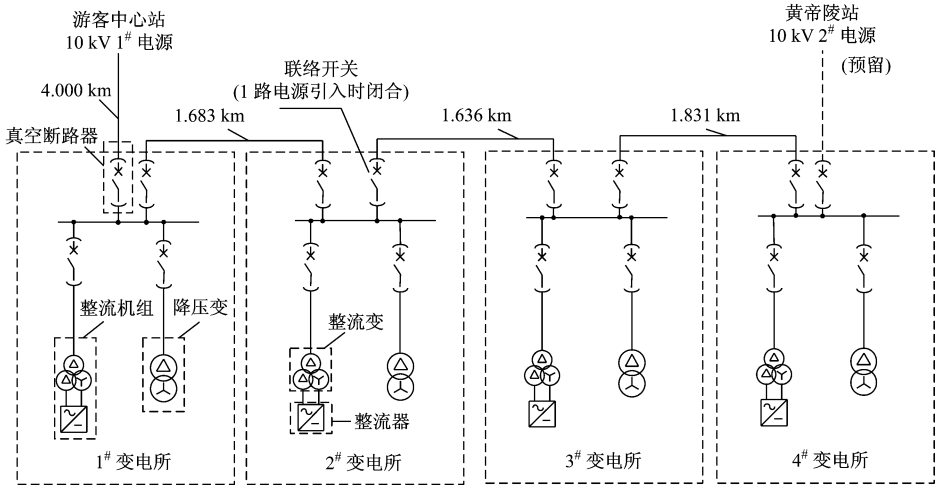 游客中心站
10 kV 1# 电源
黄帝陵站
10 kV 2# 电源
(预留)
联络开关
(1 路电源引入时闭合)
4.000 km
1.683 km
1.636 km
1.831 km
真空断路器
整流机组
降压变
整流变
整流器
1# 变电所
2# 变电所
3# 变电所
4# 变电所